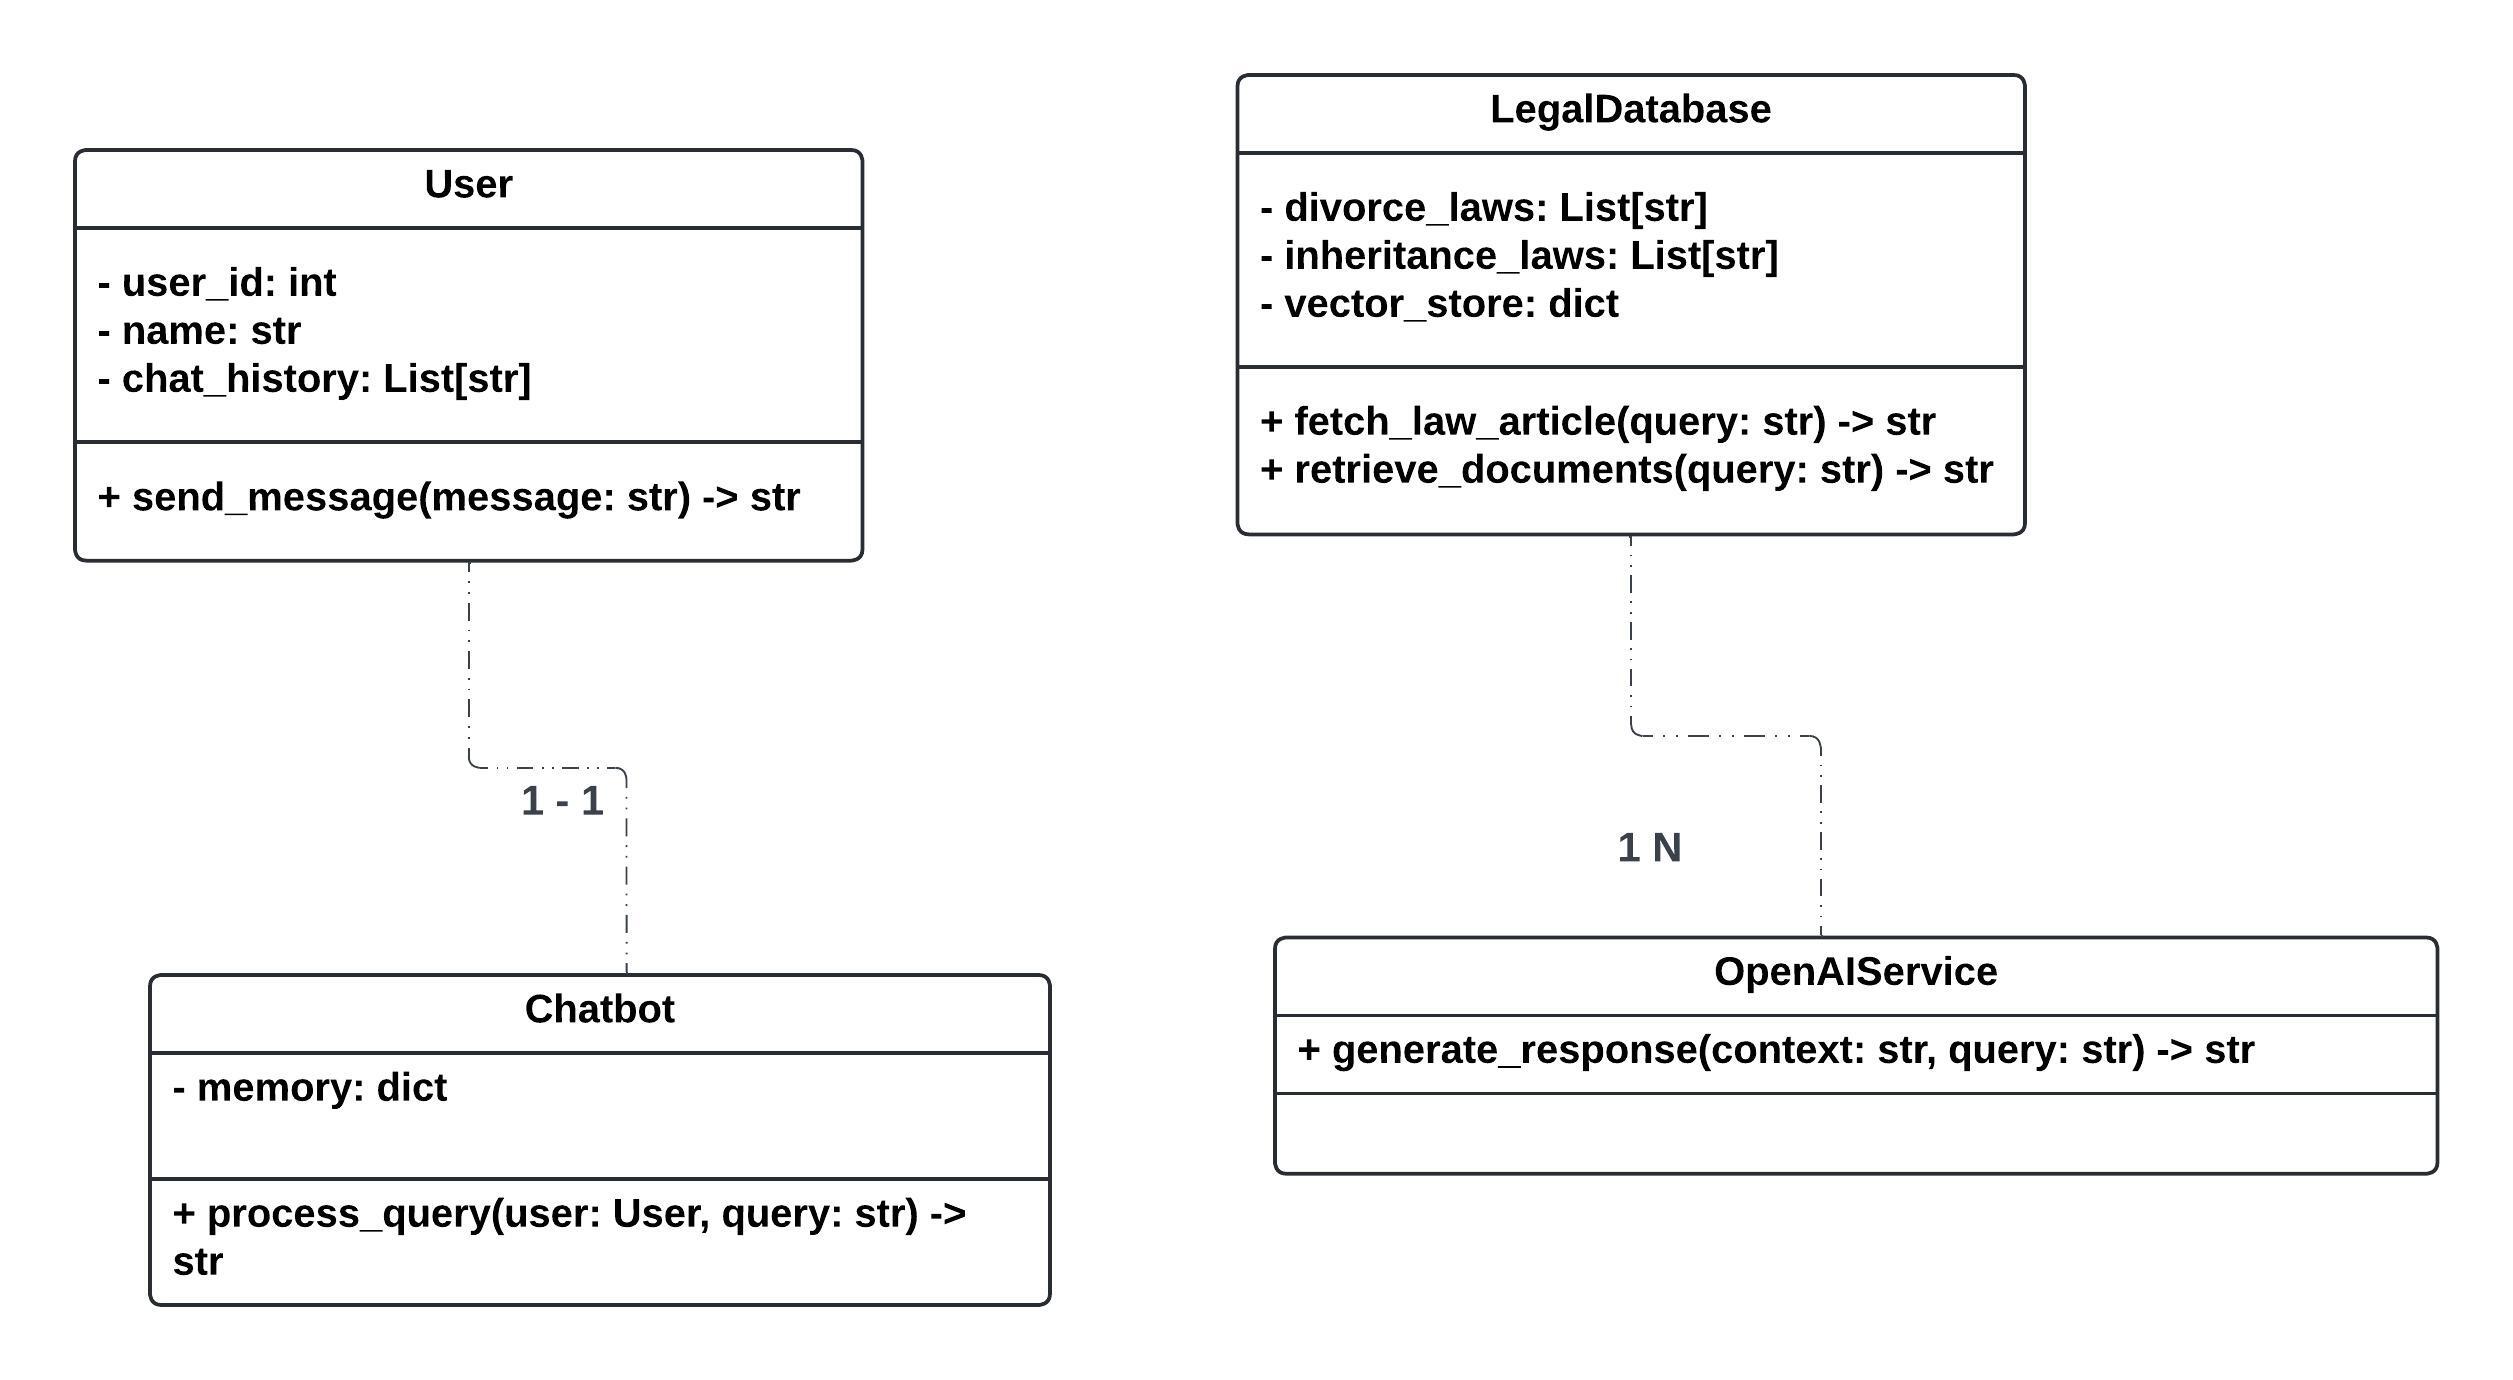 User
- user_id: int
- name: str
- chat_history: List[str]
+ send_message(message: str) -> str
LegalDatabase
- divorce_laws: List[str]
- inheritance_laws: List[str]
- vector_store: dict
+ fetch_law_article(query: str) -> str
+ retrieve_documents(query: str) -> str
1 - 1
1 N
Chatbot
- memory: dict
+ process_query(user: User, query: str) ->
str
OpenAIService
+ generate_response(context: str, query: str) -> str